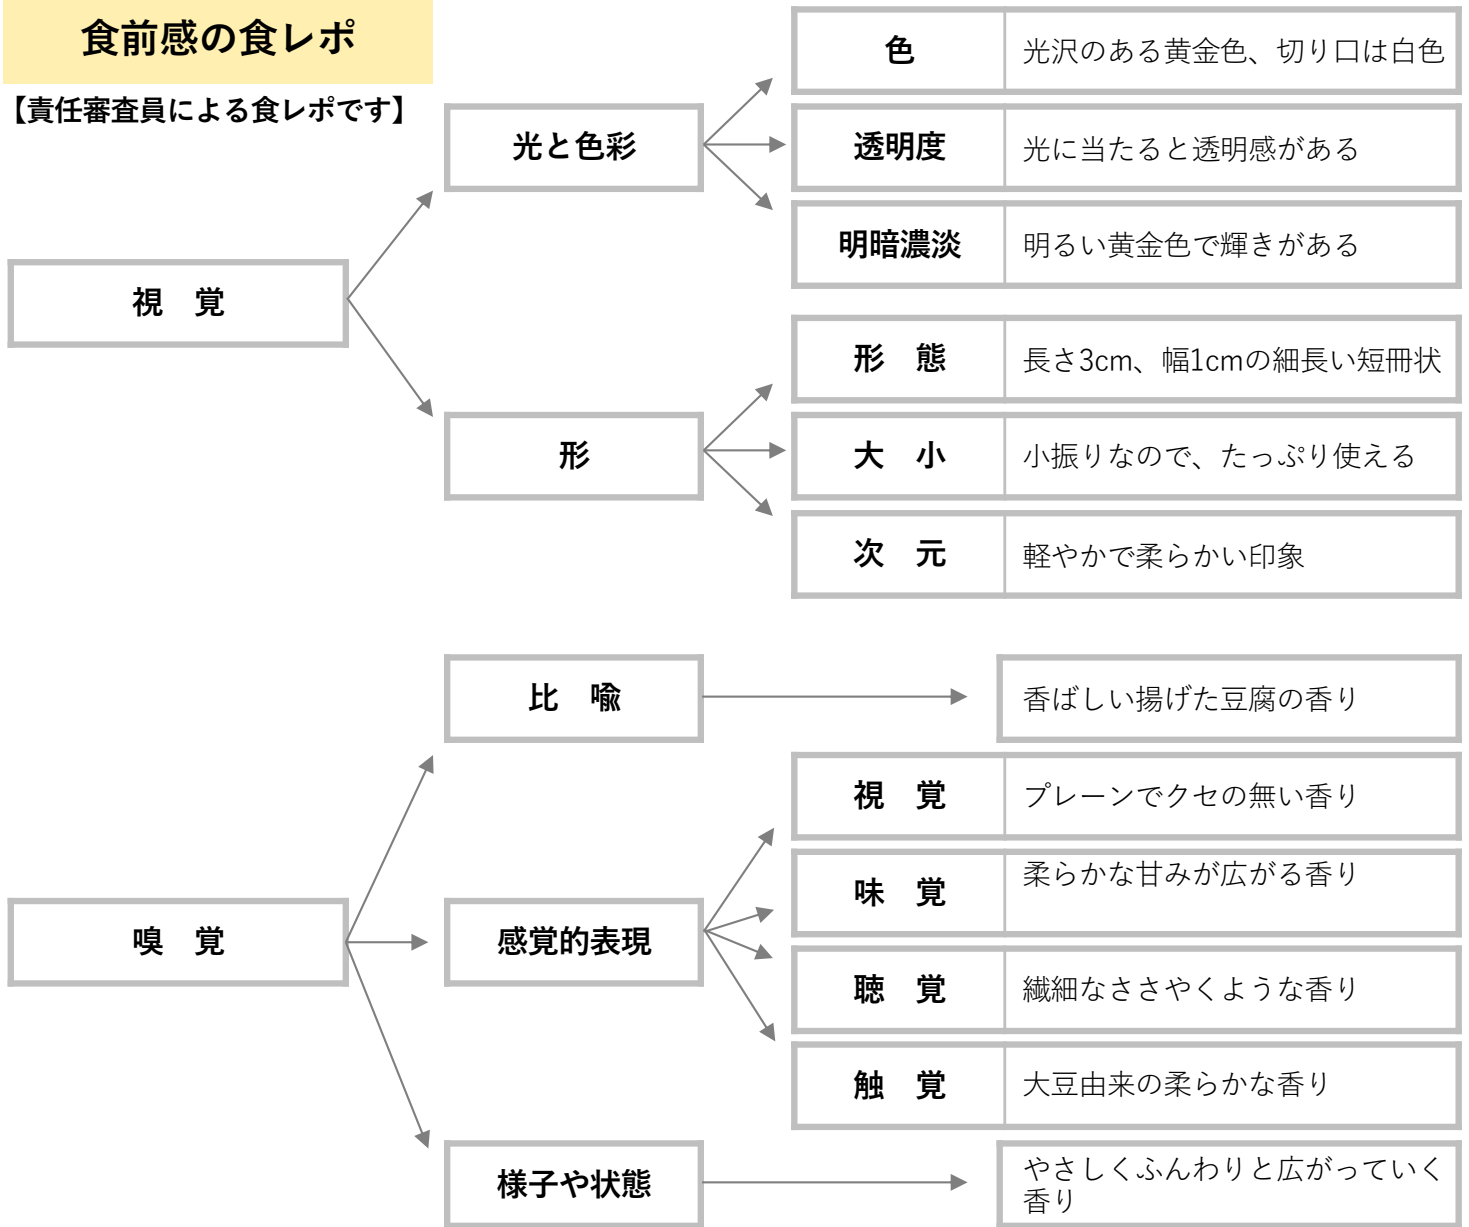 食前感の食レポ
【責任審査員による食レポです】
視　覚
光と色彩
色
光沢のある黄金色、切り口は白色
透明度
光に当たると透明感がある
明暗濃淡
明るい黄金色で輝きがある
形
形　態
長さ3cm、幅1cmの細長い短冊状
大　小
小振りなので、たっぷり使える
次　元
軽やかで柔らかい印象
嗅　覚
比　喩
香ばしい揚げた豆腐の香り
感覚的表現
視　覚
プレーンでクセの無い香り
味　覚
柔らかな甘みが広がる香り
聴　覚
繊細なささやくような香り
触　覚
大豆由来の柔らかな香り
様子や状態
やさしくふんわりと広がっていく
香り